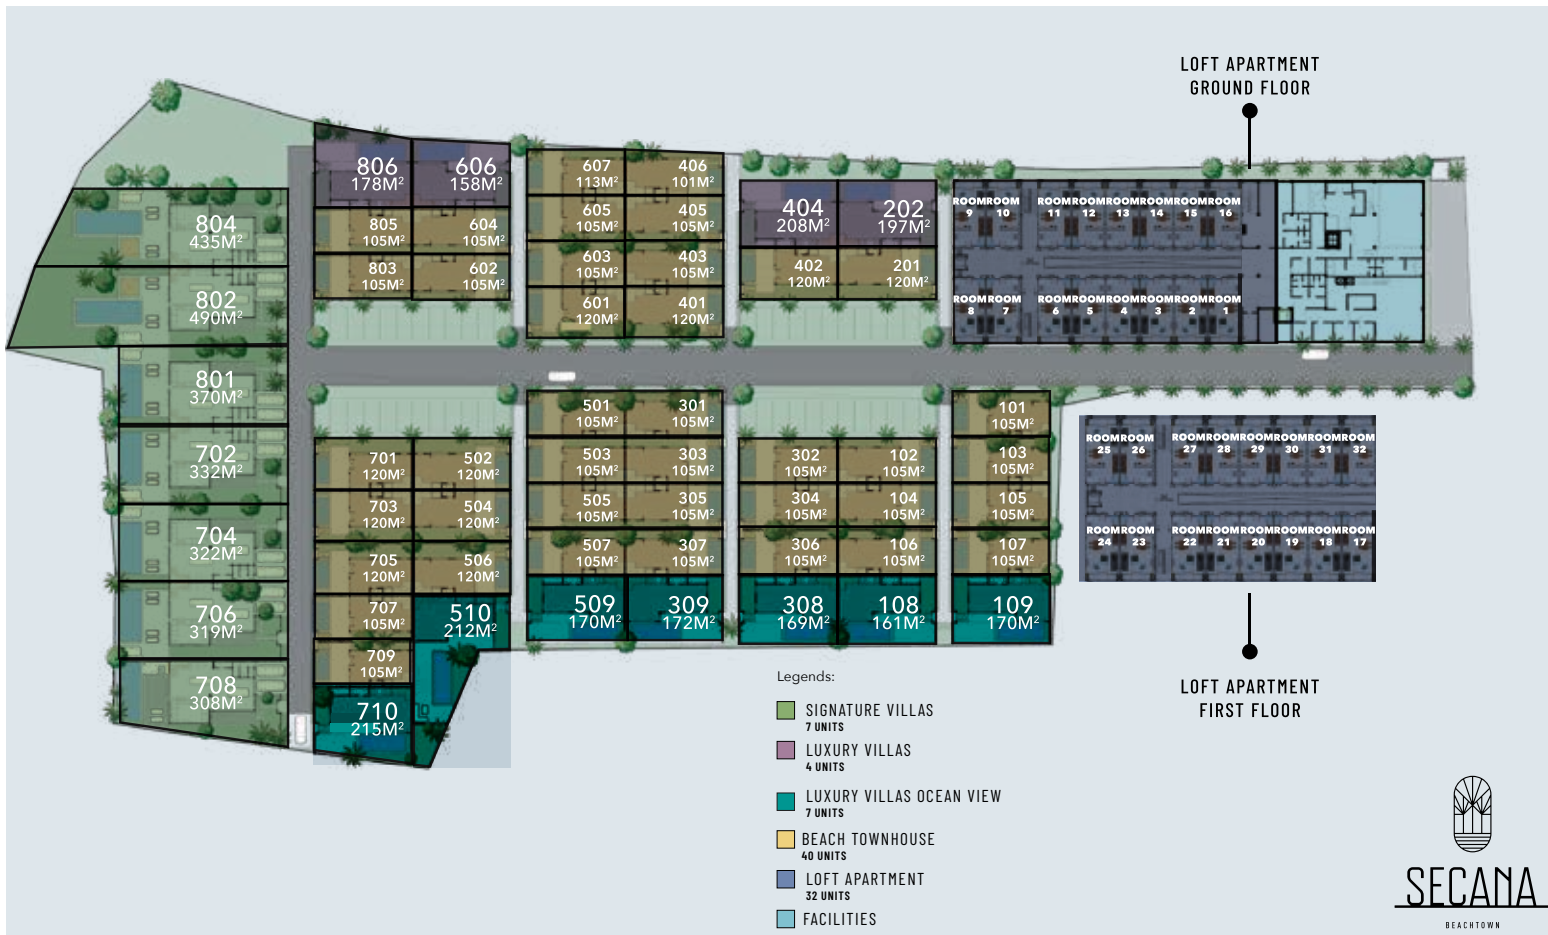 LOFT APARTMENT
GROUND FLOOR
806
178M²
606
158M²
607
113M²
406
101M²
804
435M²
805
105M²
604
105M²
605
105M²
405
105M²
404
208M²
202
197M²
ROOM 9
ROOM 10
ROOM 11
ROOM 12
ROOM 13
ROOM 14
ROOM 15
ROOM 16
803
105M²
602
105M²
603
105M²
403
105M²
402
120M²
201
120M²
802
490M²
601
120M²
401
120M²
ROOM 8
ROOM 7
ROOM 6
ROOM 5
ROOM 4
ROOM 3
ROOM 2
ROOM 1
801
370M²
501
105M²
301
105M²
101
105M²
702
332M²
701
120M²
502
120M²
503
105M²
303
105M²
302
105M²
102
105M²
103
105M²
ROOM 25
ROOM 26
ROOM 27
ROOM 28
ROOM 29
ROOM 30
ROOM 31
ROOM 32
703
120M²
504
120M²
505
105M²
305
105M²
304
105M²
104
105M²
105
105M²
704
322M²
705
120M²
506
120M²
507
105M²
307
105M²
306
105M²
106
105M²
107
105M²
ROOM 24
ROOM 23
ROOM 22
ROOM 21
ROOM 20
ROOM 19
ROOM 18
ROOM 17
706
319M²
707
105M²
510
212M²
509
170M²
309
172M²
308
169M²
108
161M²
109
170M²
709
105M²
708
308M²
710
215M²
LOFT APARTMENT
FIRST FLOOR
Legends:
SIGNATURE VILLAS
7 UNITS
LUXURY VILLAS
4 UNITS
LUXURY VILLAS OCEAN VIEW
7 UNITS
BEACH TOWNHOUSE
40 UNITS
LOFT APARTMENT
32 UNITS
FACILITIES
SECANA
BEACHTOWN